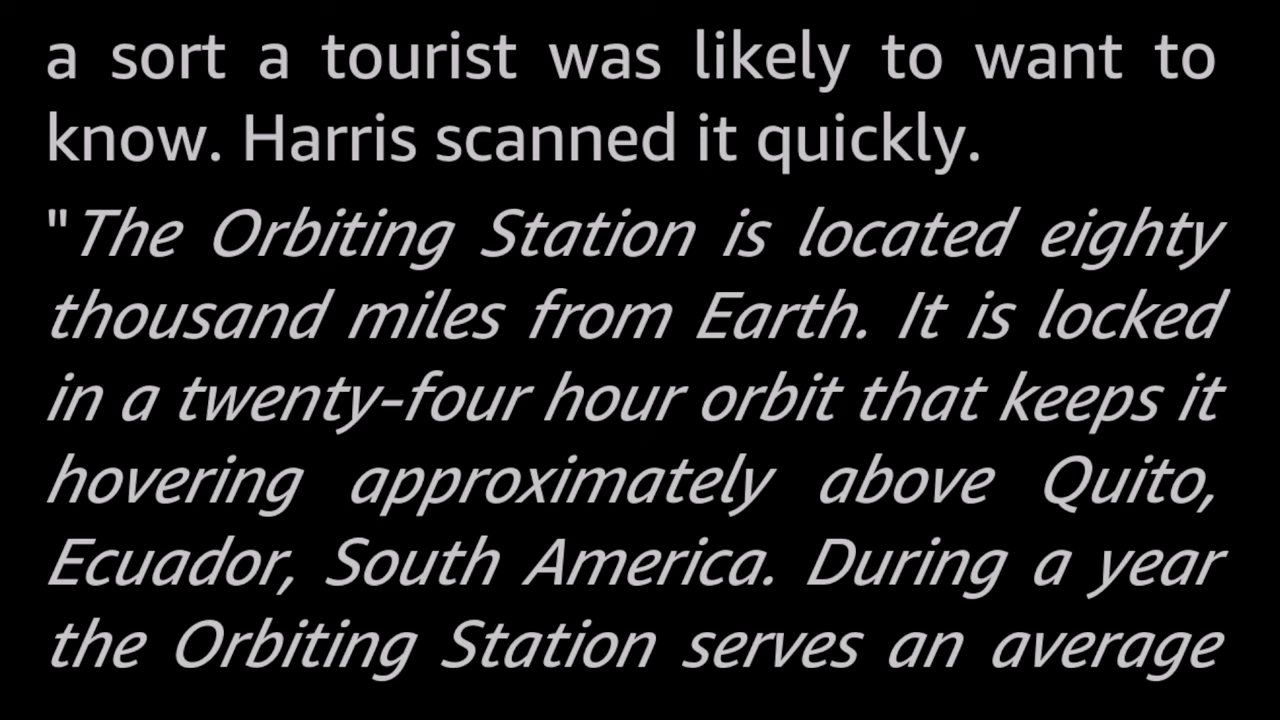 a sort a tourist was likely to want to
know. Harris scanned it quickly.
"The Orbiting Station is located eighty
thousand miles from Earth. It is locked
in a twenty-four hour orbit that keeps it
hovering approximately above Quito,
Ecuador, South America. During a year
the Orbiting Station serves an average